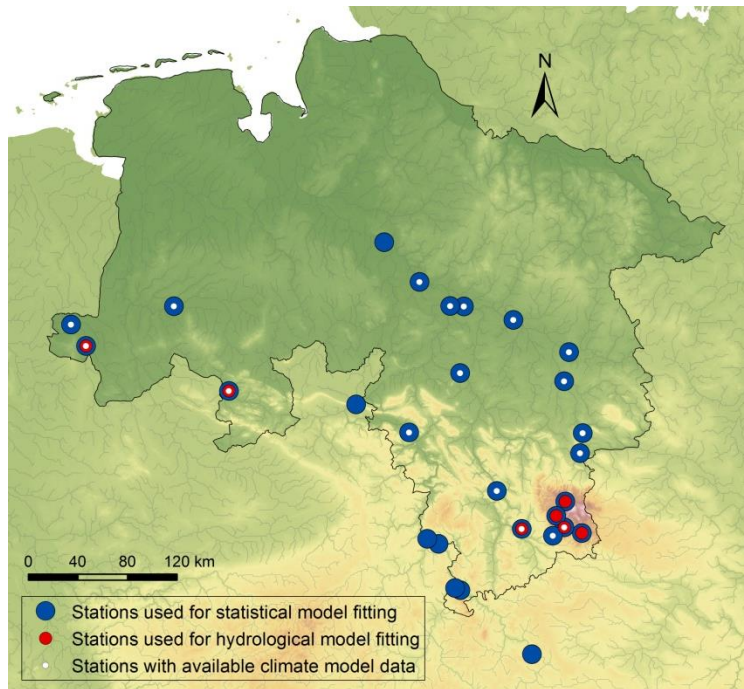 N
0 40 80 120 km
Stations used for statistical model fitting
Stations used for hydrological model fitting
Stations with available climate model data